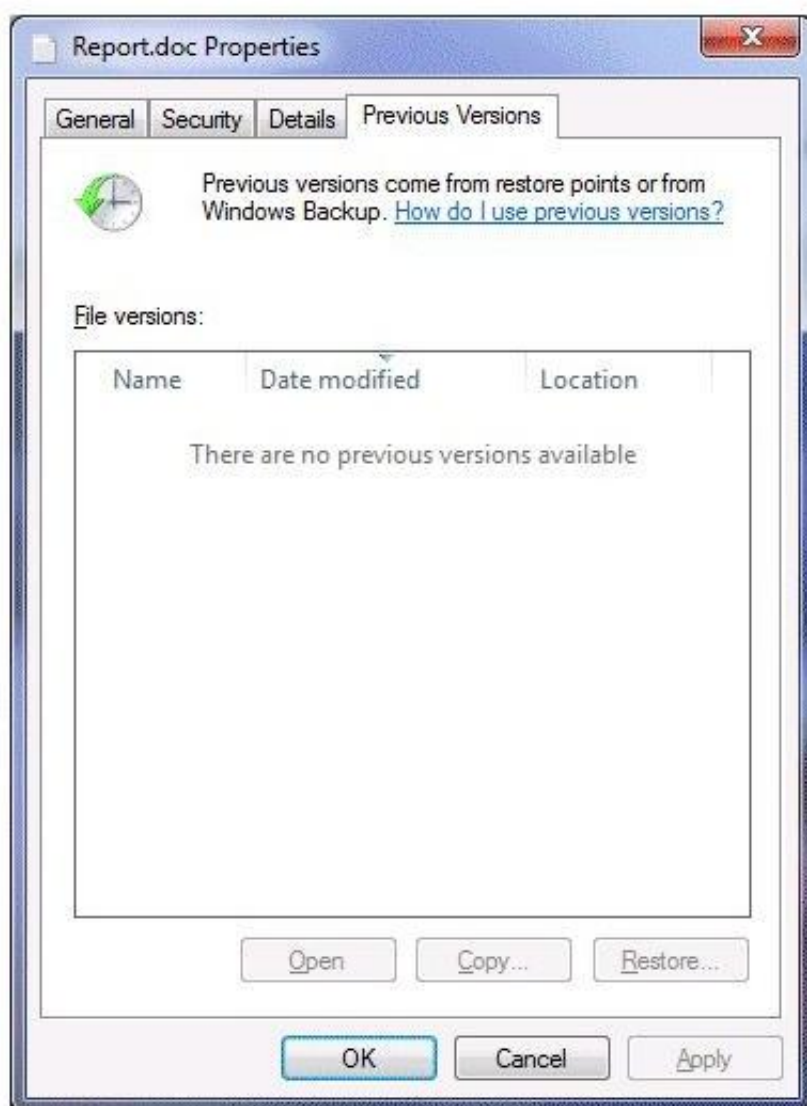 Report.doc Properties
General Security Details Previous Versions
Previous versions come from restore points or from
Windows Backup. How do I use previous versions?
File versions:
Name Date modified Location
There are no previous versions available
Open Copy... Restore...
OK Cancel Apply